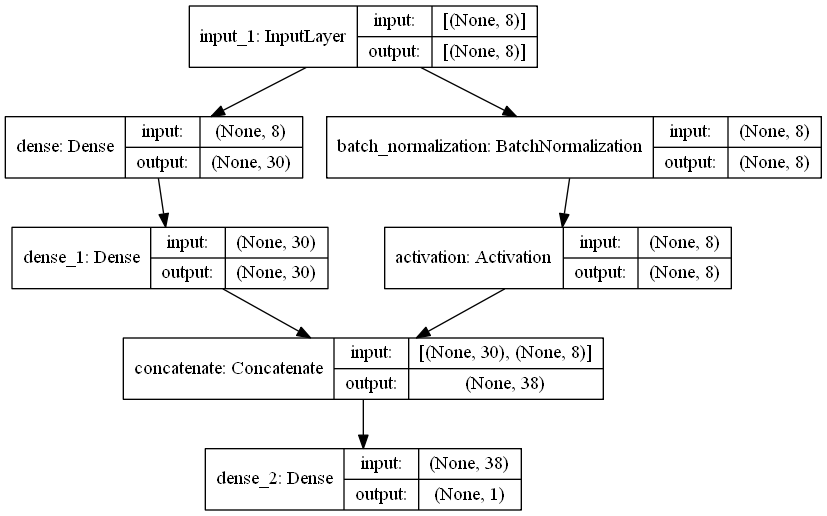 input_1: InputLayer
input: [(None, 8)]
output: [(None, 8)]
dense: Dense
input: (None, 8)
output: (None, 30)
batch_normalization: BatchNormalization
input: (None, 8)
output: (None, 8)
dense_1: Dense
input: (None, 30)
output: (None, 30)
activation: Activation
input: (None, 8)
output: (None, 8)
concatenate: Concatenate
input: [(None, 30), (None, 8)]
output: (None, 38)
dense_2: Dense
input: (None, 38)
output: (None, 1)